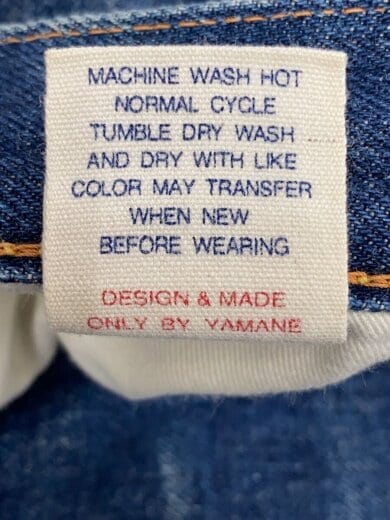 MACHINE WASH HOT
NORMAL CYCLE
TUMBLE DRY WASH
AND DRY WITH LIKE
COLOR MAY TRANSFER
WHEN NEW
BEFORE WEARING
DESIGN & MADE
ONLY BY YAMANE